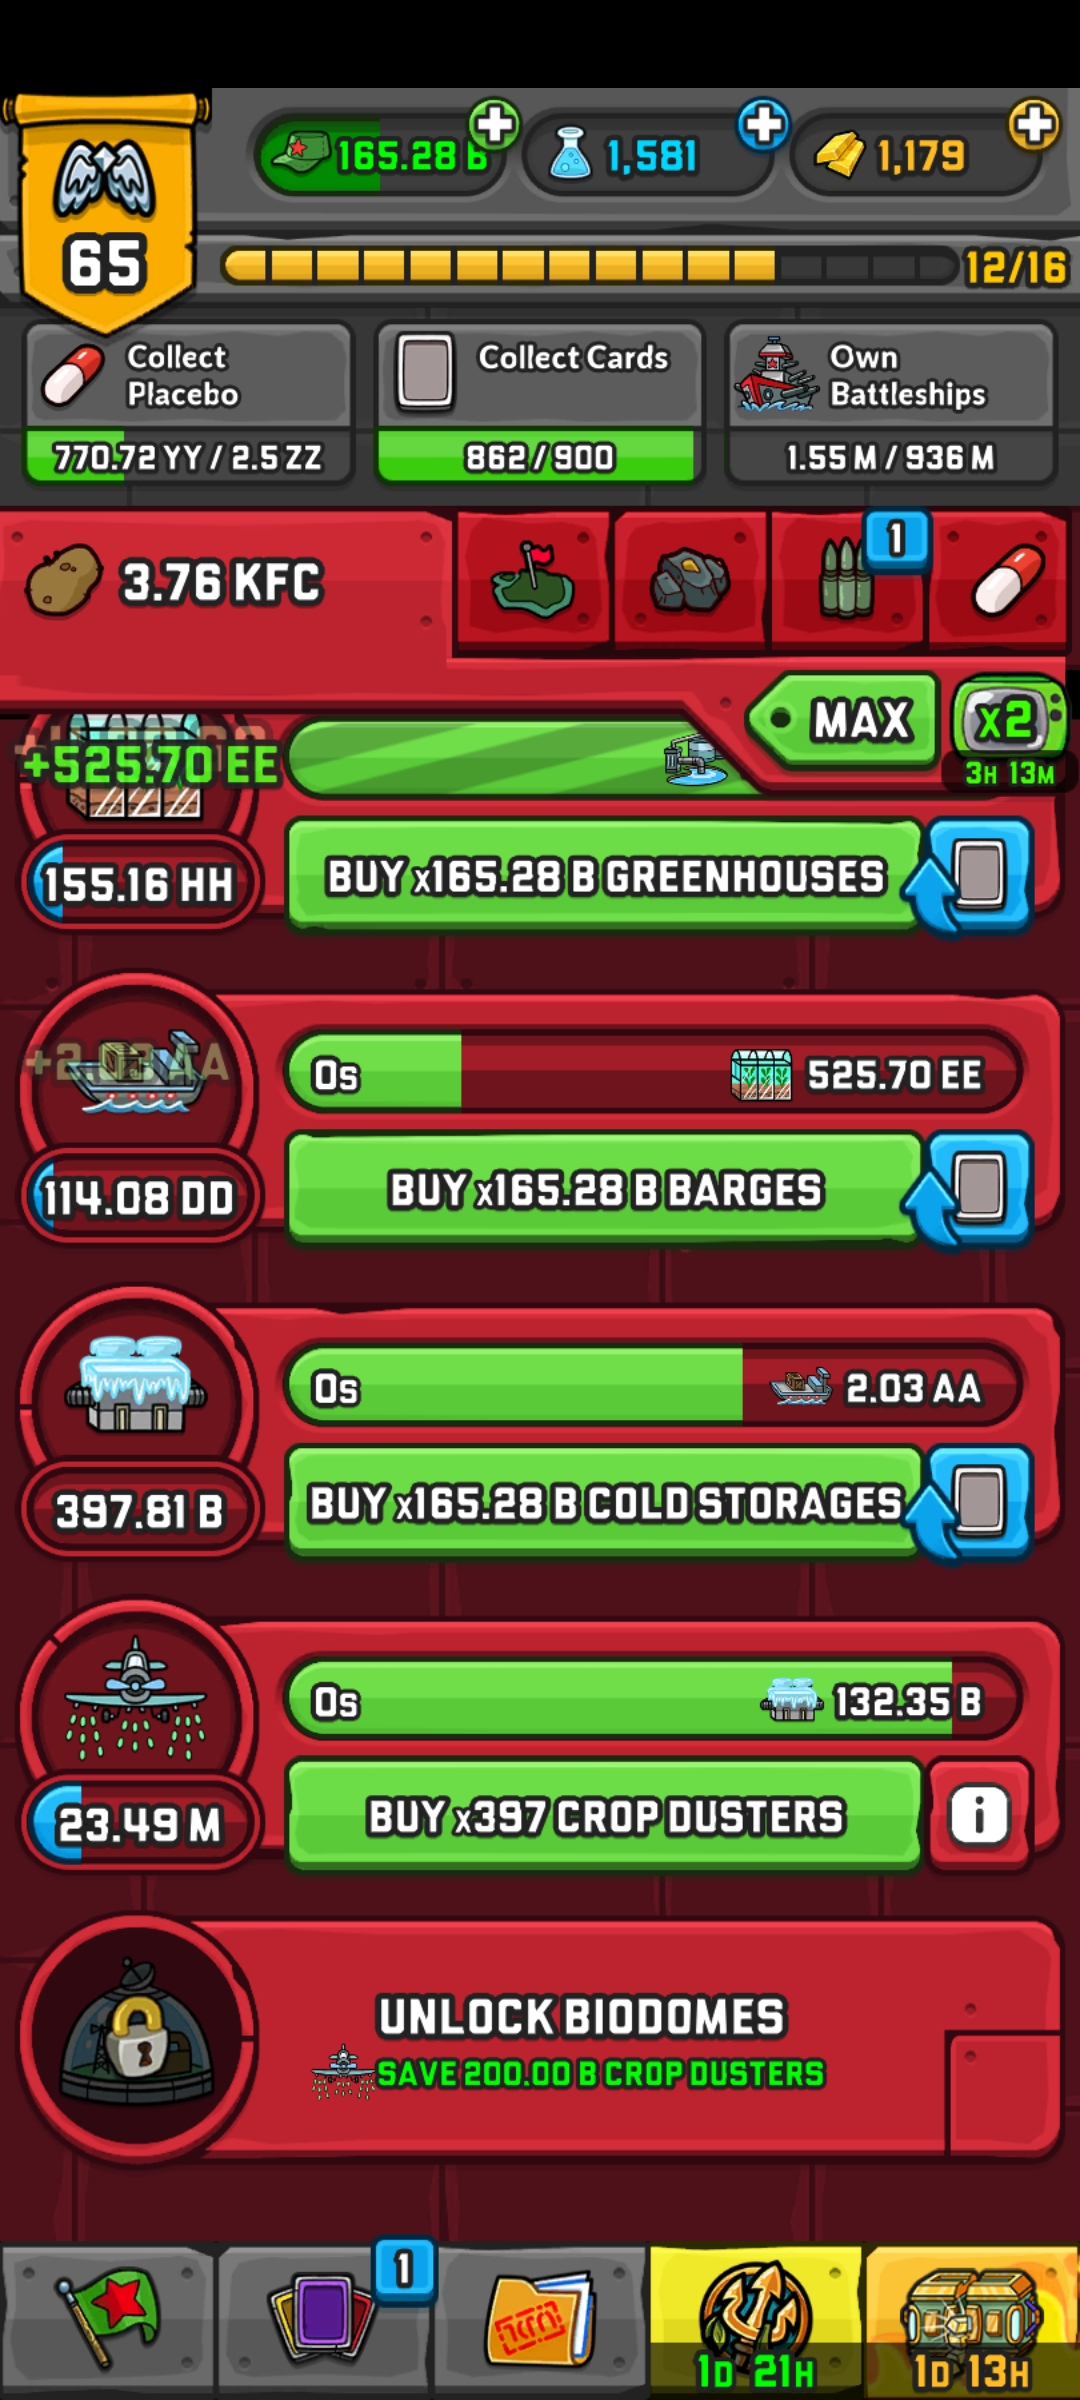 165.28 B
1,581
1,179
65
12/16
Collect
Placebo
770.72 YY / 2.5 ZZ
Collect Cards
862/900
Own
Battleships
1.55 M / 936 M
3.76 KFC
1
MAX
x2
3H 13M
+525.70 EE
155.16 HH
BUY x165.28 B GREENHOUSES
+2.03 AA
0s
525.70 EE
114.08 DD
BUY x165.28 B BARGES
0s
2.03 AA
397.81 B
BUY x165.28 B COLD STORAGES
0s
132.35 B
23.49 M
BUY x397 CROP DUSTERS
i
UNLOCK BIODOMES
SAVE 200.00 B CROP DUSTERS
1
1D 21H
1D 13H